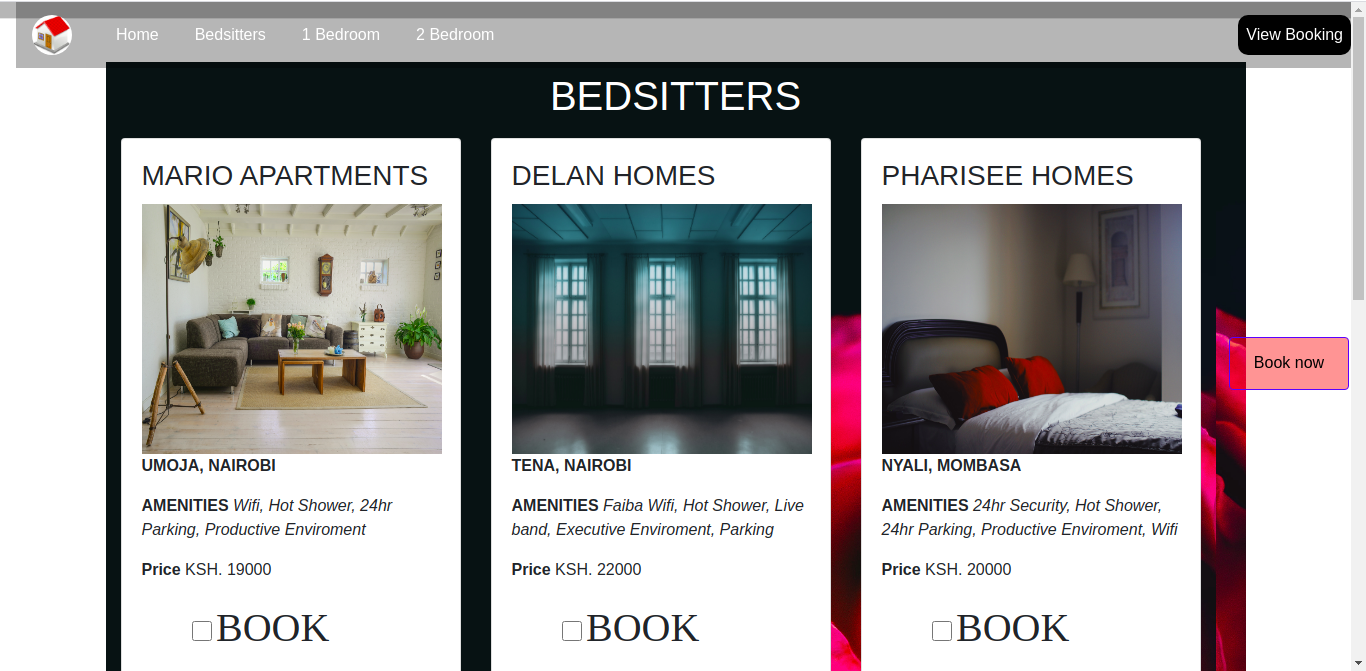 Home Bedsitters 1 Bedroom 2 Bedroom View Booking
BEDSITTERS
MARIO APARTMENTS
UMOJA, NAIROBI
AMENITIES Wifi, Hot Shower, 24hr
Parking, Productive Enviroment
Price KSH. 19000
BOOK
DELAN HOMES
TENA, NAIROBI
AMENITIES Faiba Wifi, Hot Shower, Live
band, Executive Enviroment, Parking
Price KSH. 22000
BOOK
PHARISEE HOMES
NYALI, MOMBASA
AMENITIES 24hr Security, Hot Shower,
24hr Parking, Productive Enviroment, Wifi
Price KSH. 20000
BOOK
Book now